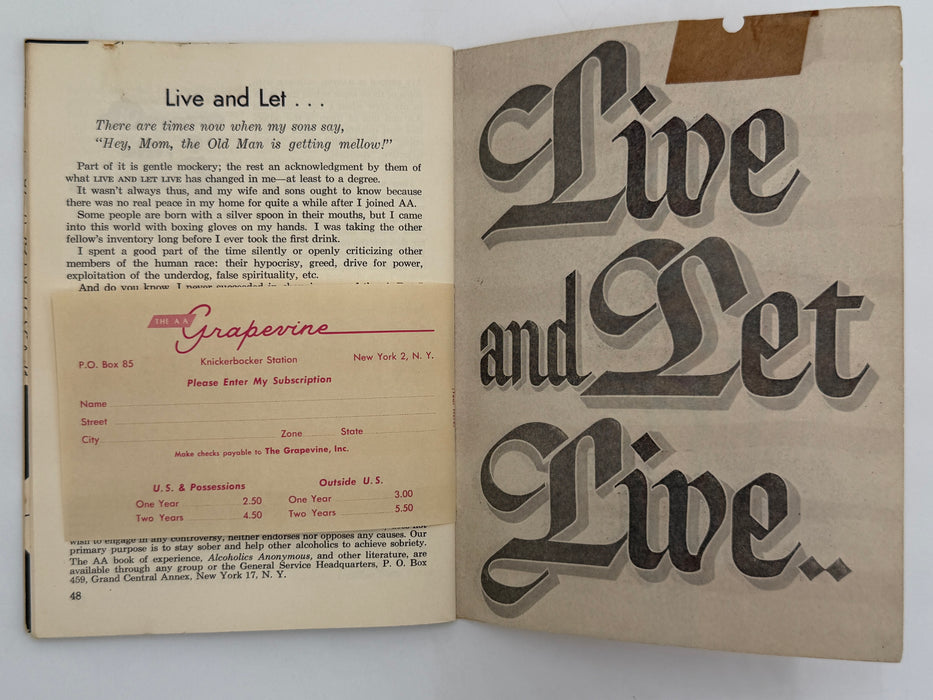 Live and Let . . .
There are times now when my sons say,
"Hey, Mom, the Old Man is getting mellow!"
Part of it is gentle mockery; the rest an acknowledgment by them of
what LIVE AND LET LIVE has changed in me—at least to a degree.
It wasn't always thus, and my wife and sons ought to know because
there was no real peace in my home for quite a while after I joined AA.
Some people are born with a silver spoon in their mouths, but I came
into this world with boxing gloves on my hands. I was taking the other
fellow's inventory long before I ever took the first drink.
I spent a good part of the time silently or openly criticizing other
members of the human race: their hypocrisy, greed, drive for power,
exploitation of the underdog, false spirituality, etc.
And do you know, I never succeeded in
THE AA
Grapevine
P.O. Box 85
Knickerbocker Station
New York 2, N. Y.
Please Enter My Subscription
Name
Street
City Zone State
Make checks payable to The Grapevine, Inc.
U.S. & Possessions
One Year 2.50
Two Years 4.50
Outside U.S.
One Year 3.00
Two Years 5.50
wish to engage in any controversy, neither endorses nor opposes any causes. Our
primary purpose is to stay sober and help other alcoholics to achieve sobriety.
The AA book of experience, Alcoholics Anonymous, and other literature, are
available through any group or the General Service Headquarters, P. O. Box
459, Grand Central Annex, New York 17, N. Y.
48
Live
and Let
Live..